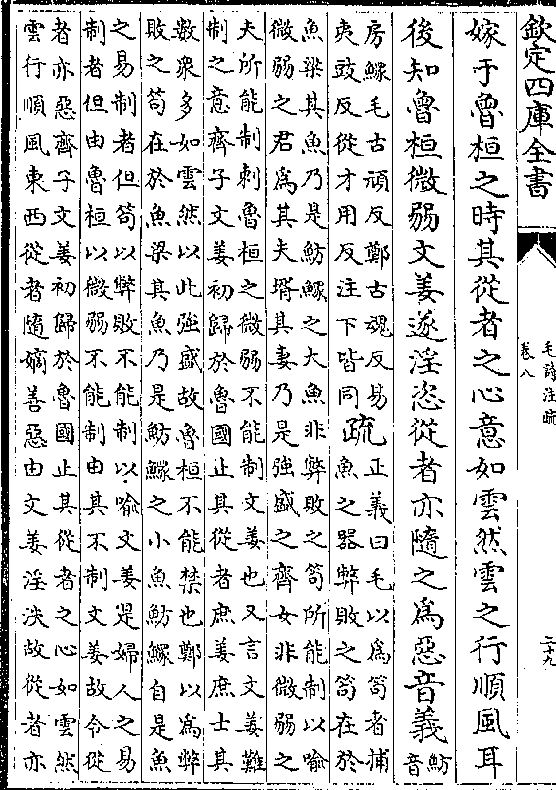 欽定四庫全書
毛詩注疏
卷八
二十九
嫁于魯桓之時其從者之心意如雲然雲之行順風耳
後知魯桓微弱文姜遂淫恣從者亦隨之爲惡音義
魴音
房鰥毛古頑反鄭古魂反易
夷豉反從才用反注下皆同
疏
正義曰毛以爲笱者捕
魚之器弊敗之笱在於
魚梁其魚乃是魴鰥之大魚非弊敗之笱所能制以喻
微弱之君爲其夫壻其妻乃是強盛之齊女非微弱之
夫所能制刺魯桓之微弱不能制文姜也又言文姜難
制之意齊子文姜初歸於魯國止其從者庶姜庶士其
數衆多如雲然以此強盛故魯桓不能禁也鄭以爲弊
敗之笱在於魚梁其魚乃是魴鰥之小魚魴鰥自是魚
之易制者但笱以弊敗不能制以喻文姜是婦人之易
制者但由魯桓以微弱不能制由其不制文姜故令從
者亦惡齊子文姜初歸於魯國止其從者之心如雲然
雲行順風東西從者隨嫡善惡由文姜淫泆故從者亦